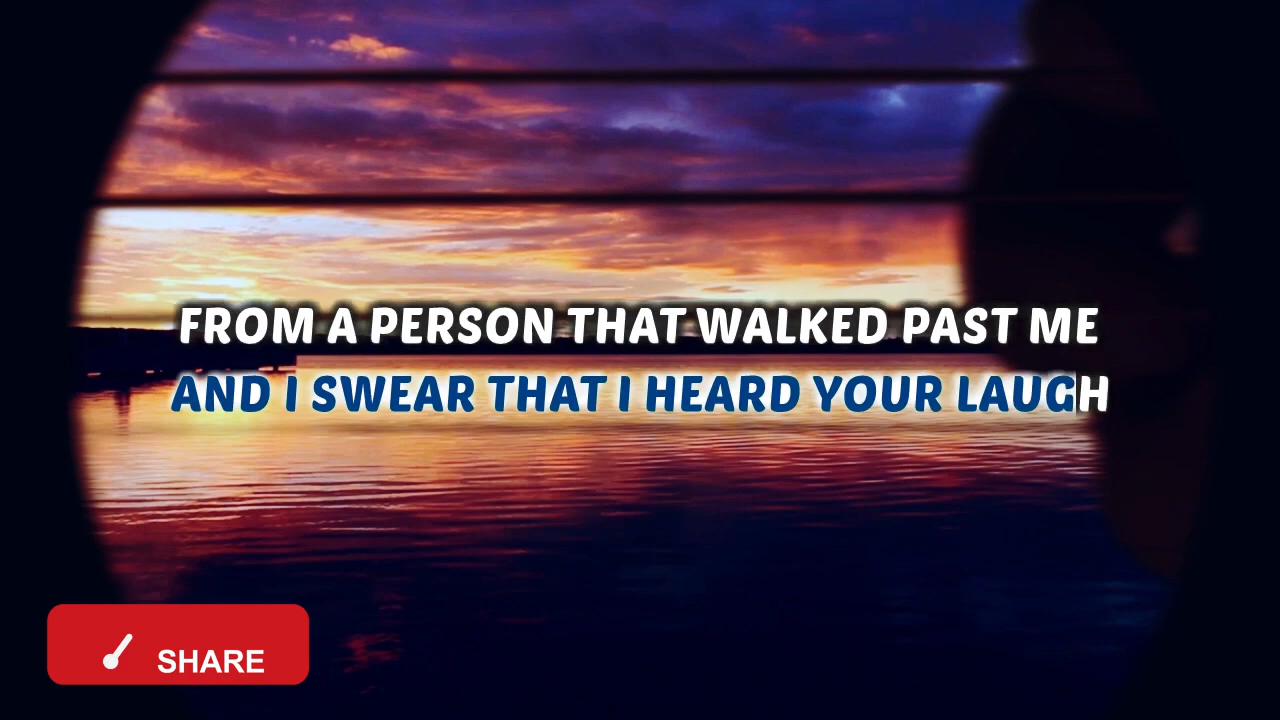 FROM A PERSON THAT WALKED PAST ME
AND I SWEAR THAT I HEARD YOUR LAUGH
SHARE